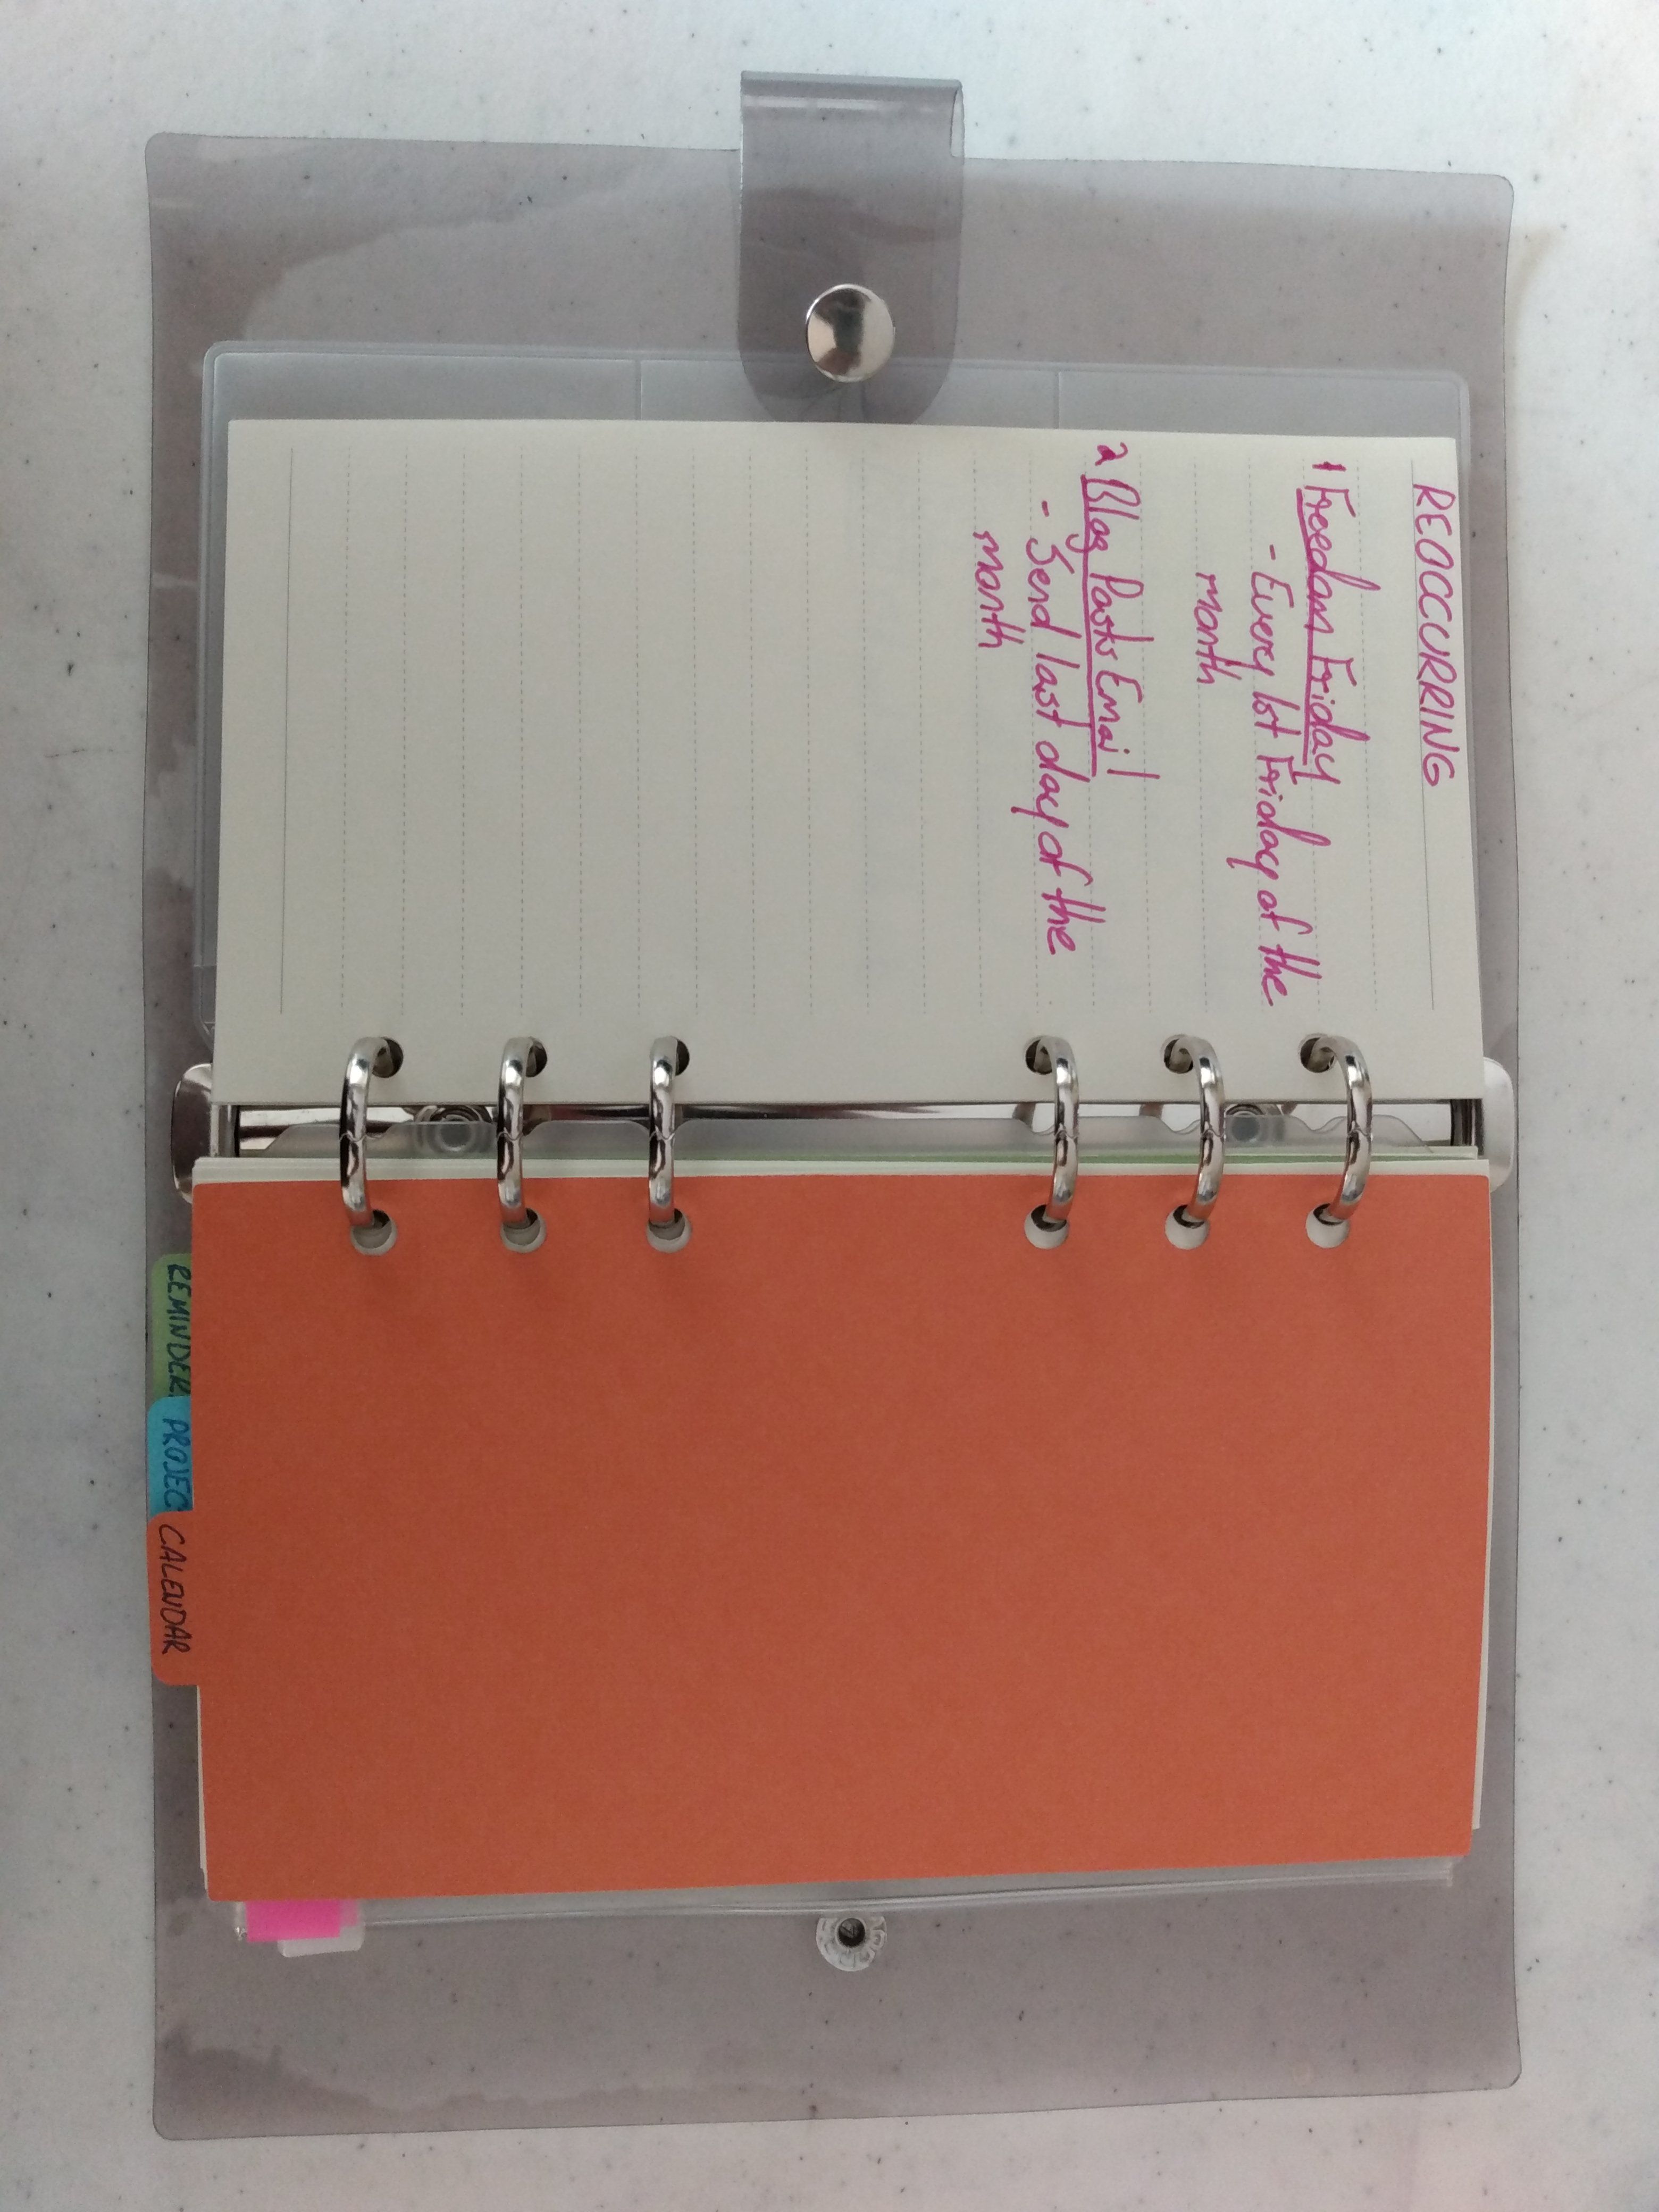 REOCCURRING
1 Freedom Friday
- Every 1st Friday of the
month
2 Blog Posts Email
- Send last day of the
month
REMINDER
PROJEC
CALENDAR